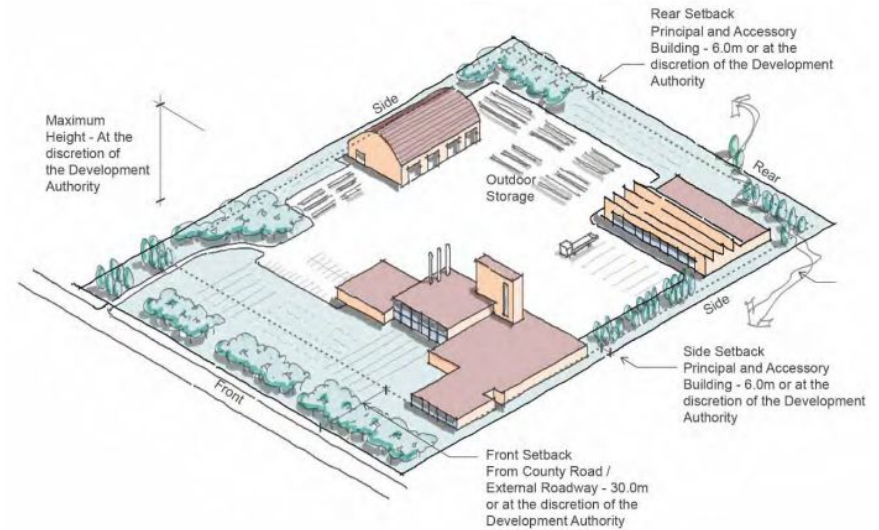 Rear Setback
Principal and Accessory
Building - 6.0m or at the
discretion of the Development
Authority
Side
Maximum
Height - At the
discretion of
the Development
Authority
Rear
Outdoor
Storage
Side
Side Setback
Principal and Accessory
Building - 6.0m or at the
discretion of the Development
Authority
Front
Front Setback
From County Road /
External Roadway - 30.0m
or at the discretion of the
Development Authority